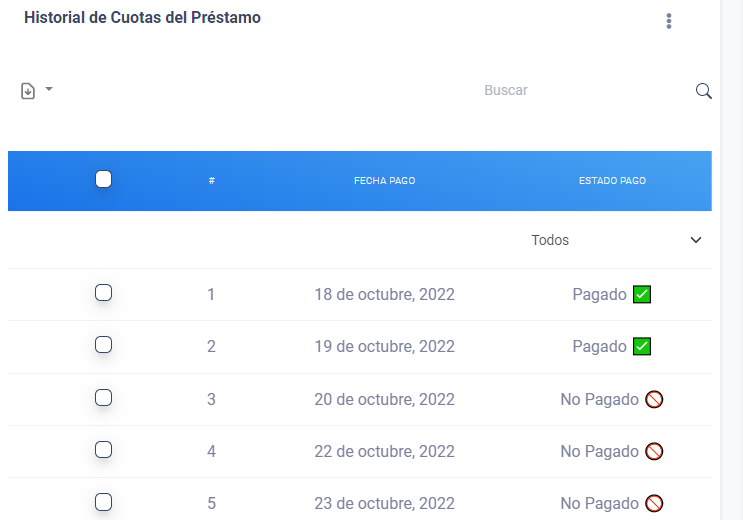 Historial de Cuotas del Préstamo
Buscar
# FECHA PAGO ESTADO PAGO
Todos
1 18 de octubre, 2022 Pagado ✅
2 19 de octubre, 2022 Pagado ✅
3 20 de octubre, 2022 No Pagado 🚫
4 22 de octubre, 2022 No Pagado 🚫
5 23 de octubre, 2022 No Pagado 🚫